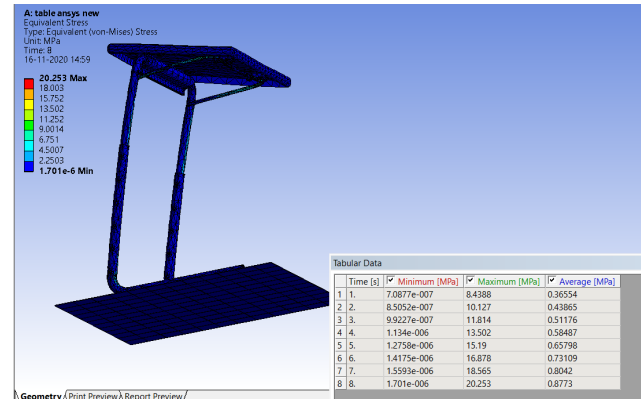 A: table ansys new
Equivalent Stress
Type: Equivalent (von-Mises) Stress
Unit: MPa
Time: 8
16-11-2020 14:59
20.253 Max
18.003
15.752
13.502
11.252
9.0014
6.751
4.5007
2.2503
1.701e-6 Min
Tabular Data
Time [s] Minimum [MPa] Maximum [MPa] Average [MPa]
1 1. 7.0877e-007 8.4388 0.36554
2 2. 8.5052e-007 10.127 0.43865
3 3. 9.9227e-007 11.814 0.51176
4 4. 1.134e-006 13.502 0.58487
5 5. 1.2758e-006 15.19 0.65798
6 6. 1.4175e-006 16.878 0.73109
7 7. 1.5593e-006 18.565 0.8042
8 8. 1.701e-006 20.253 0.8773
Geometry Print Preview Report Preview